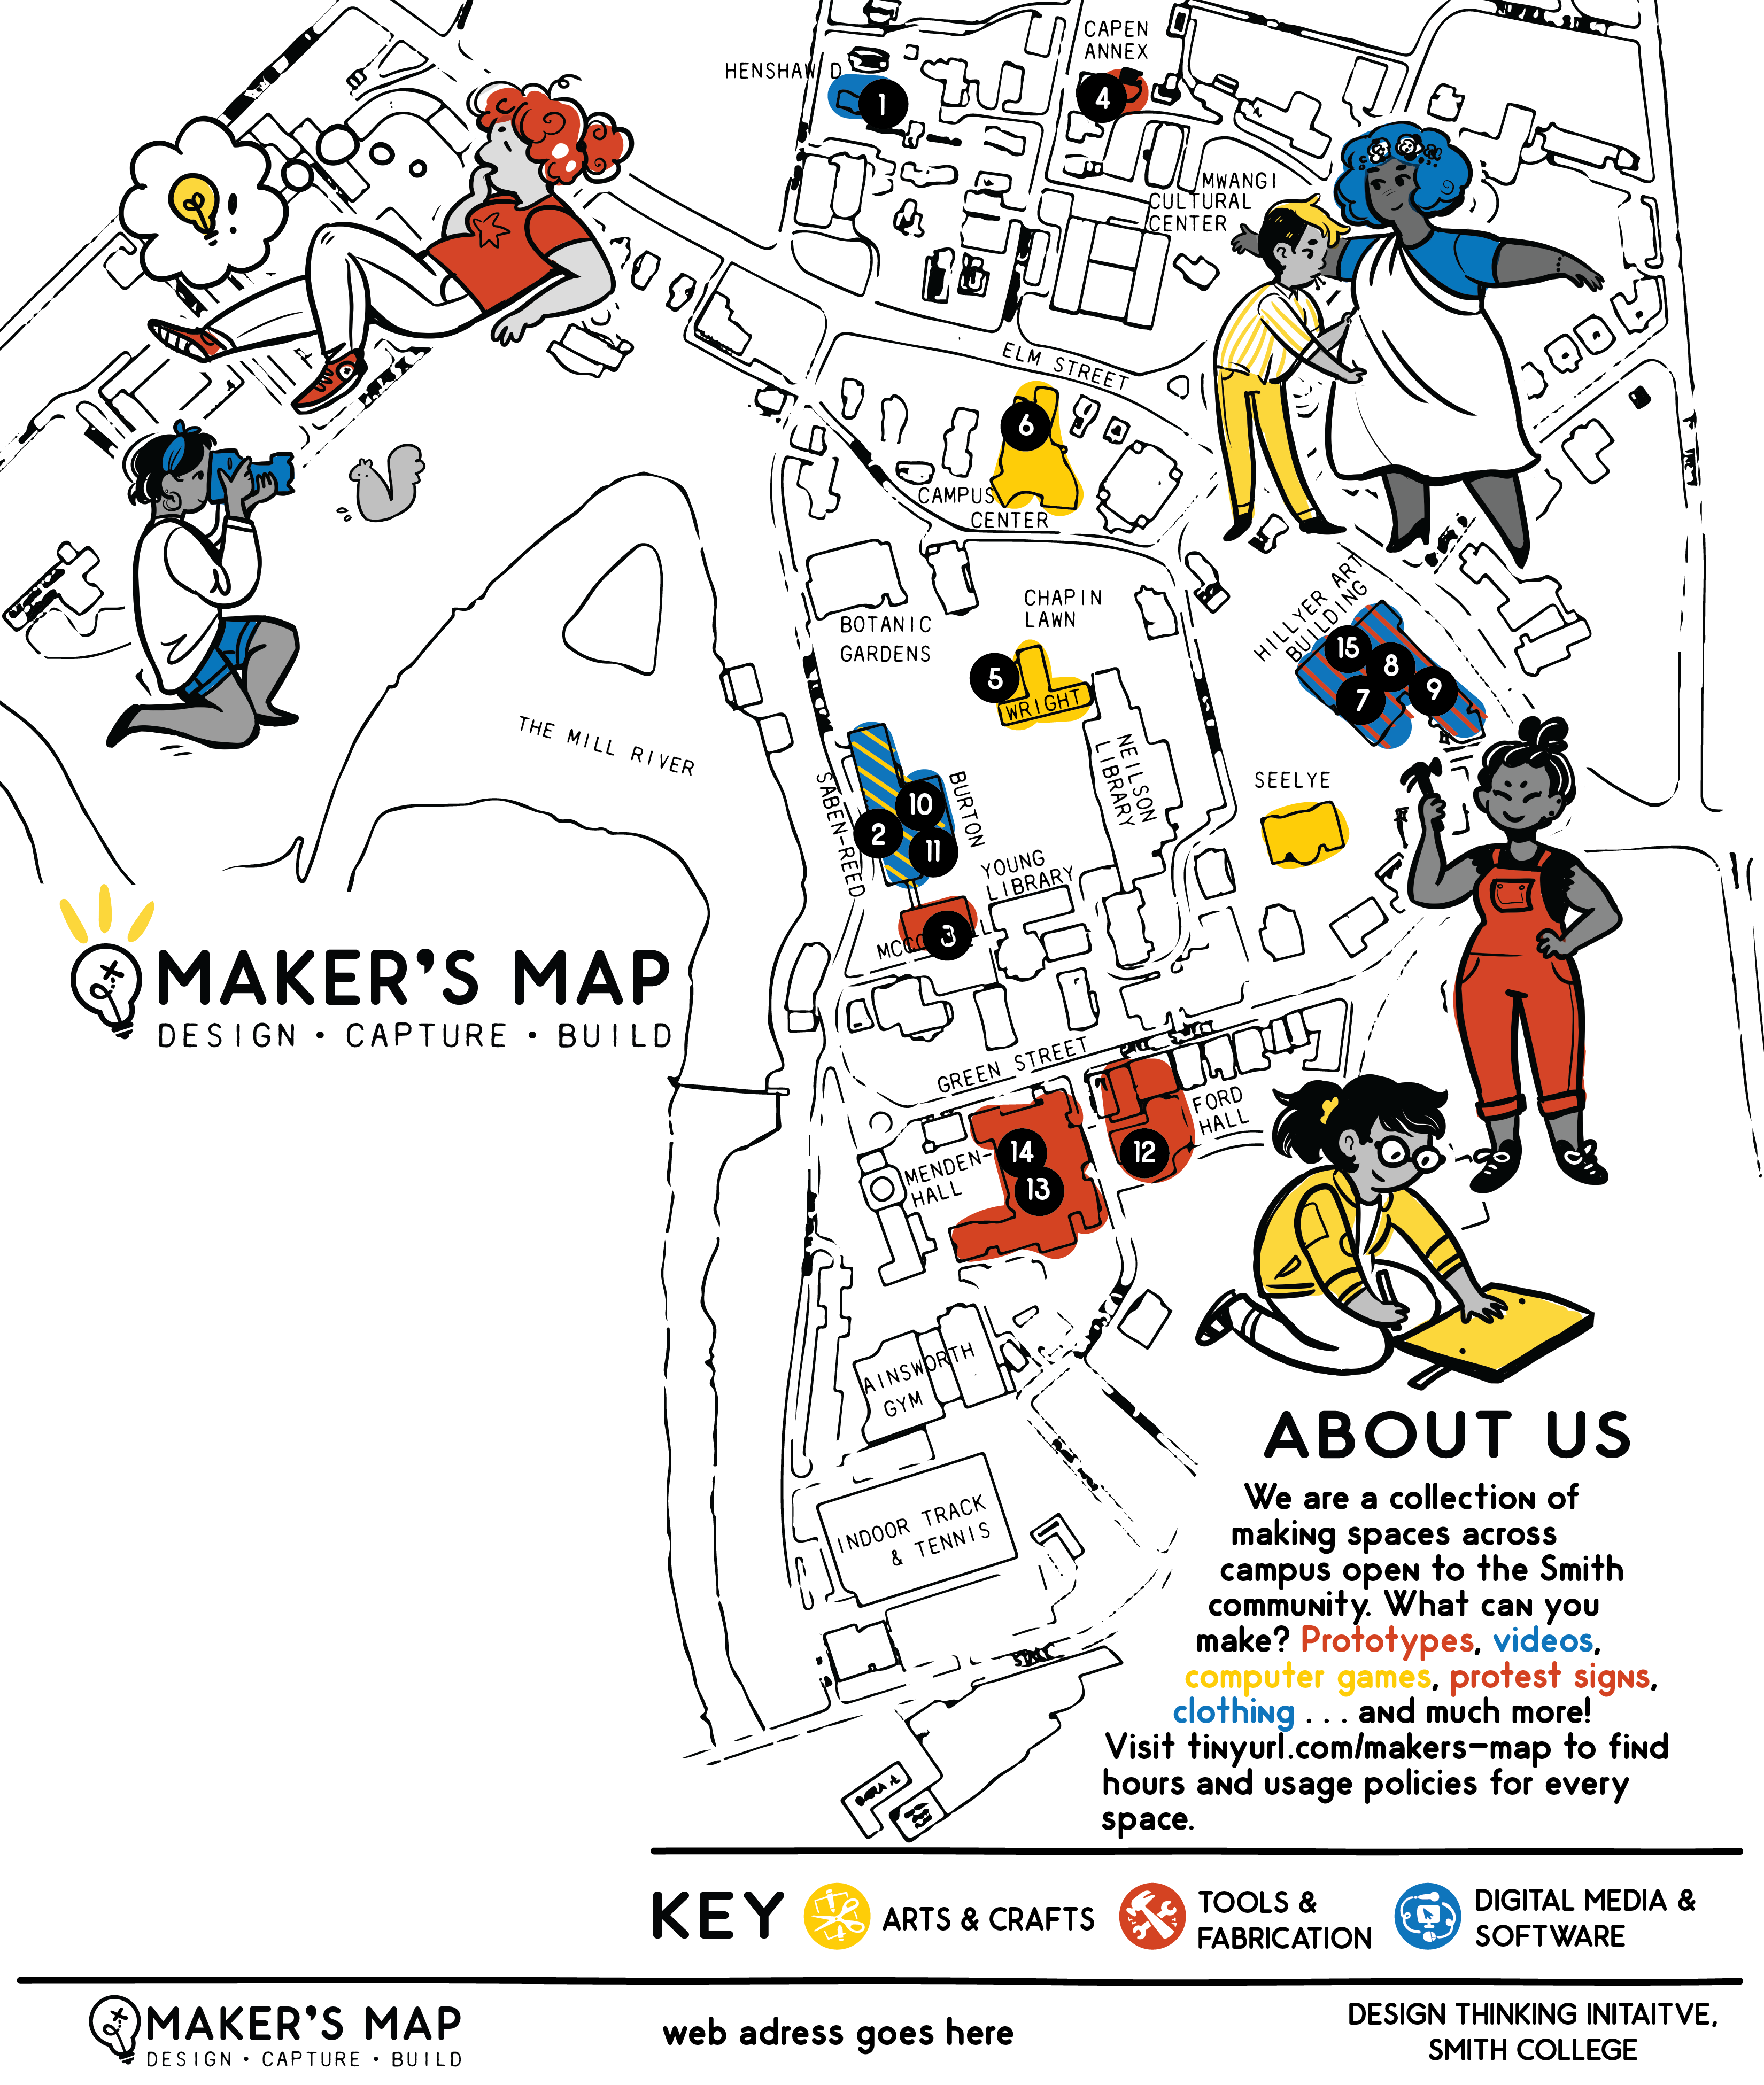 HENSHAW D
1
CAPEN
ANNEX
4
MWANGI
CULTURAL
CENTER
ELM STREET
6
CAMPUS
CENTER
CHAPIN
LAWN
BOTANIC
GARDENS
5
WRIGHT
HILLYER ART
BUILDING
15
8
7
9
THE MILL RIVER
NEILSON
LIBRARY
SEELYE
SABEN-REED
BURTON
10
2
11
YOUNG
LIBRARY
3
MAKER'S MAP
DESIGN • CAPTURE • BUILD
GREEN STREET
FORD
HALL
14
12
13
MENDEN-
HALL
AINSWORTH
GYM
INDOOR TRACK
& TENNIS
ABOUT US
We are a collection of
making spaces across
campus open to the Smith
community. What can you
make? Prototypes, videos,
computer games, protest signs,
clothing . . . and much more!
Visit tinyurl.com/makers-map to find
hours and usage policies for every
space.
KEY
ARTS & CRAFTS
TOOLS &
FABRICATION
DIGITAL MEDIA &
SOFTWARE
MAKER'S MAP
DESIGN • CAPTURE • BUILD
web adress goes here
DESIGN THINKING INITAITVE,
SMITH COLLEGE